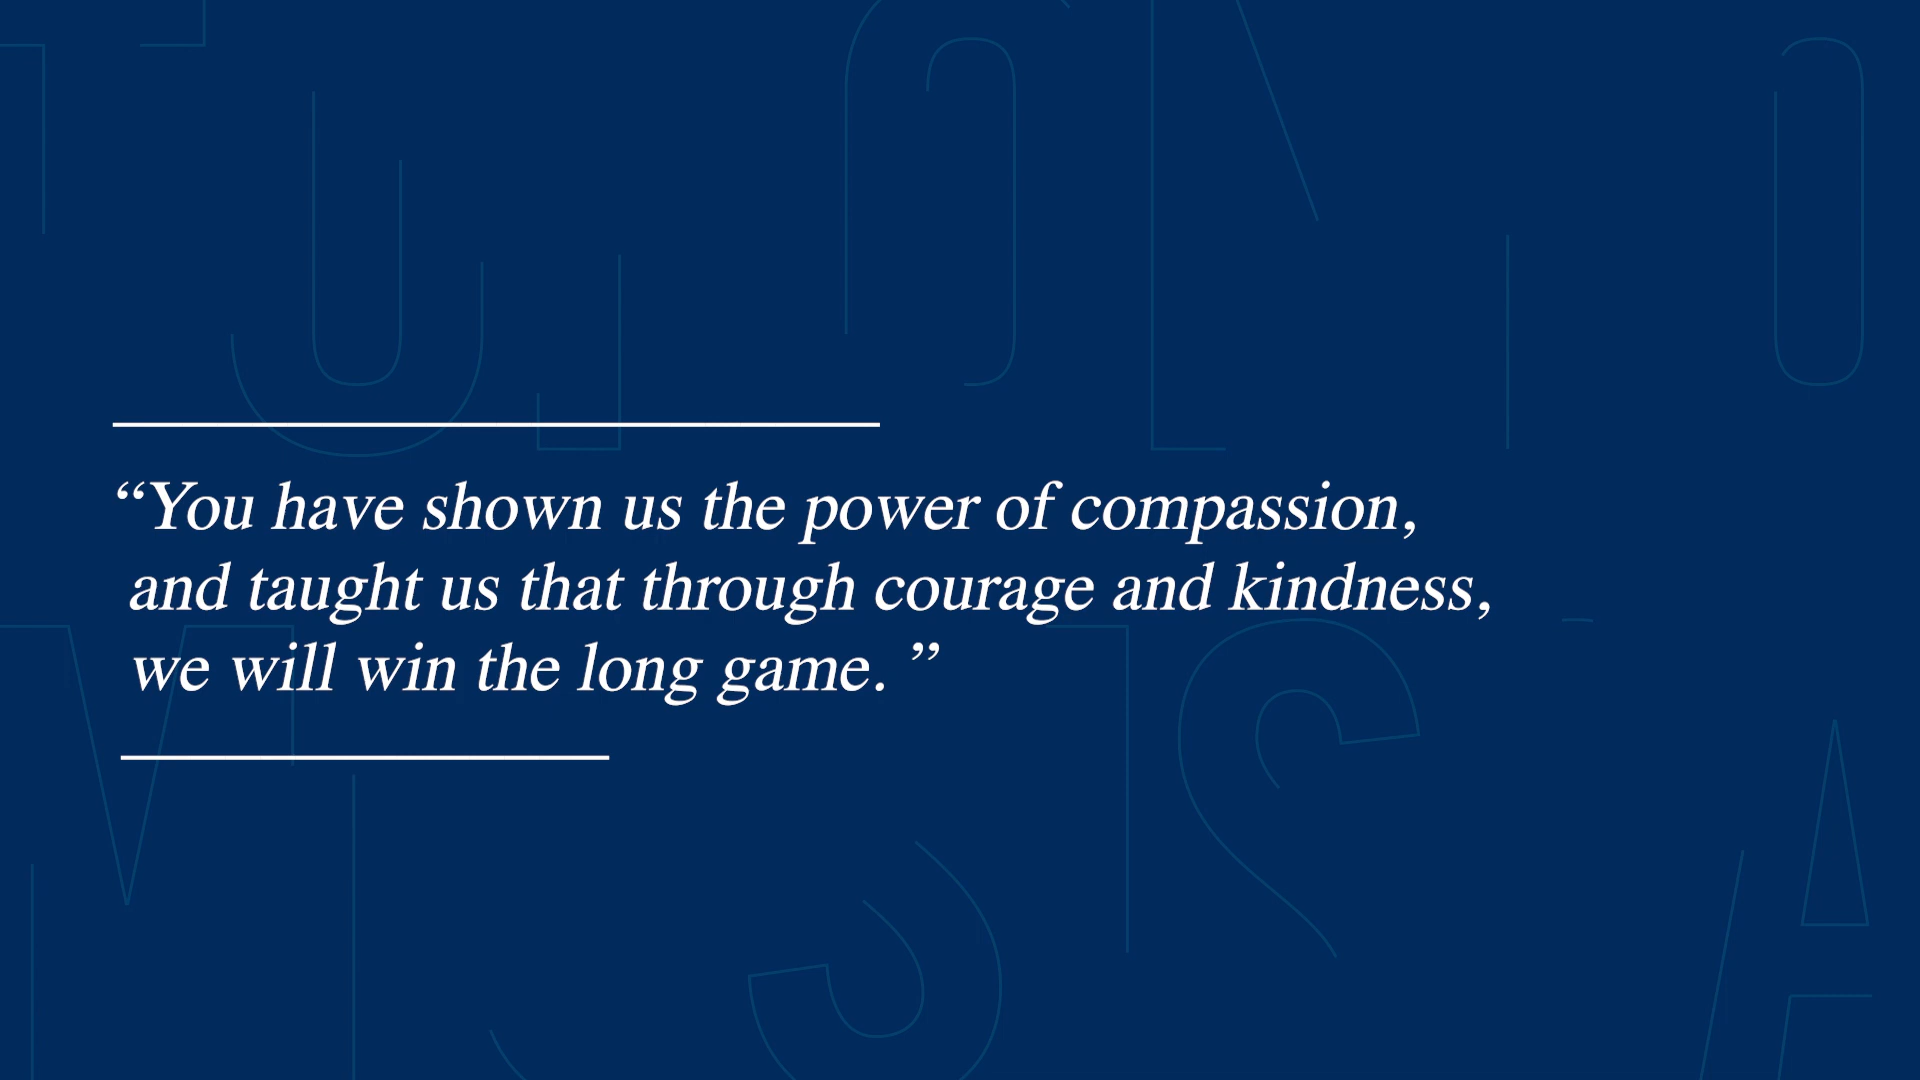 “You have shown us the power of compassion,
and taught us that through courage and kindness,
we will win the long game. ”